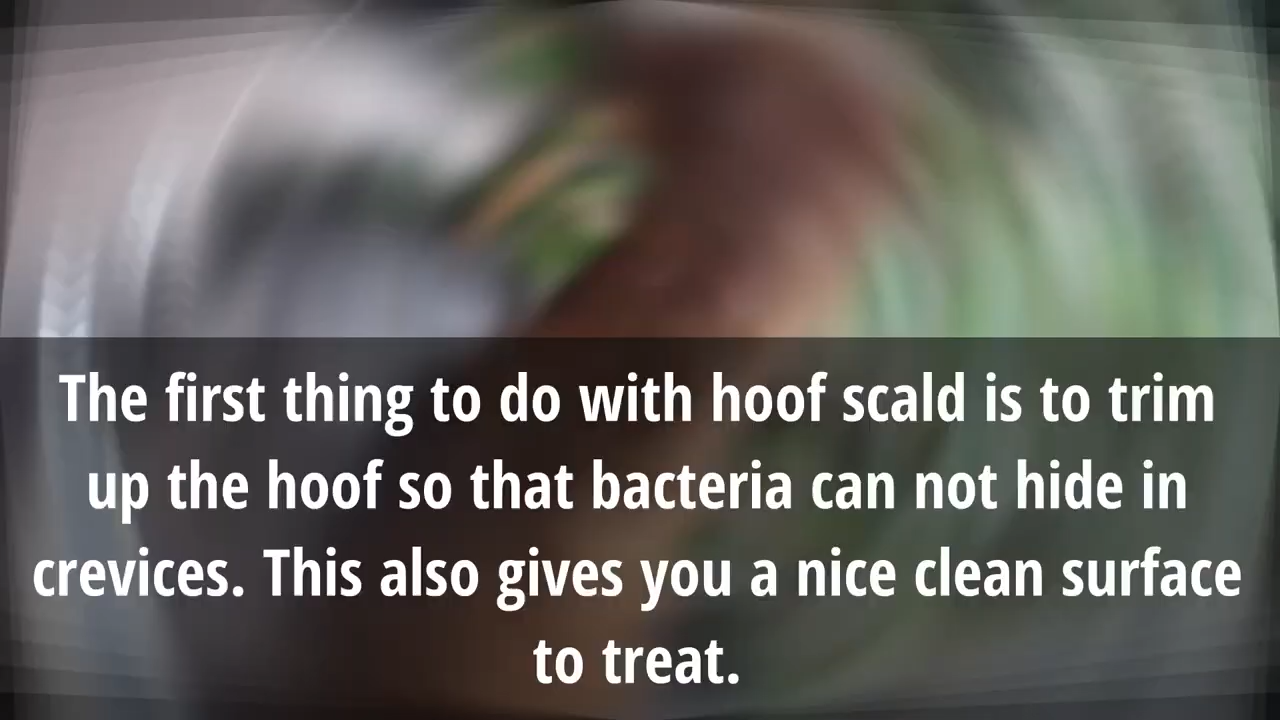 The first thing to do with hoof scald is to trim
up the hoof so that bacteria can not hide in
crevices. This also gives you a nice clean surface
to treat.